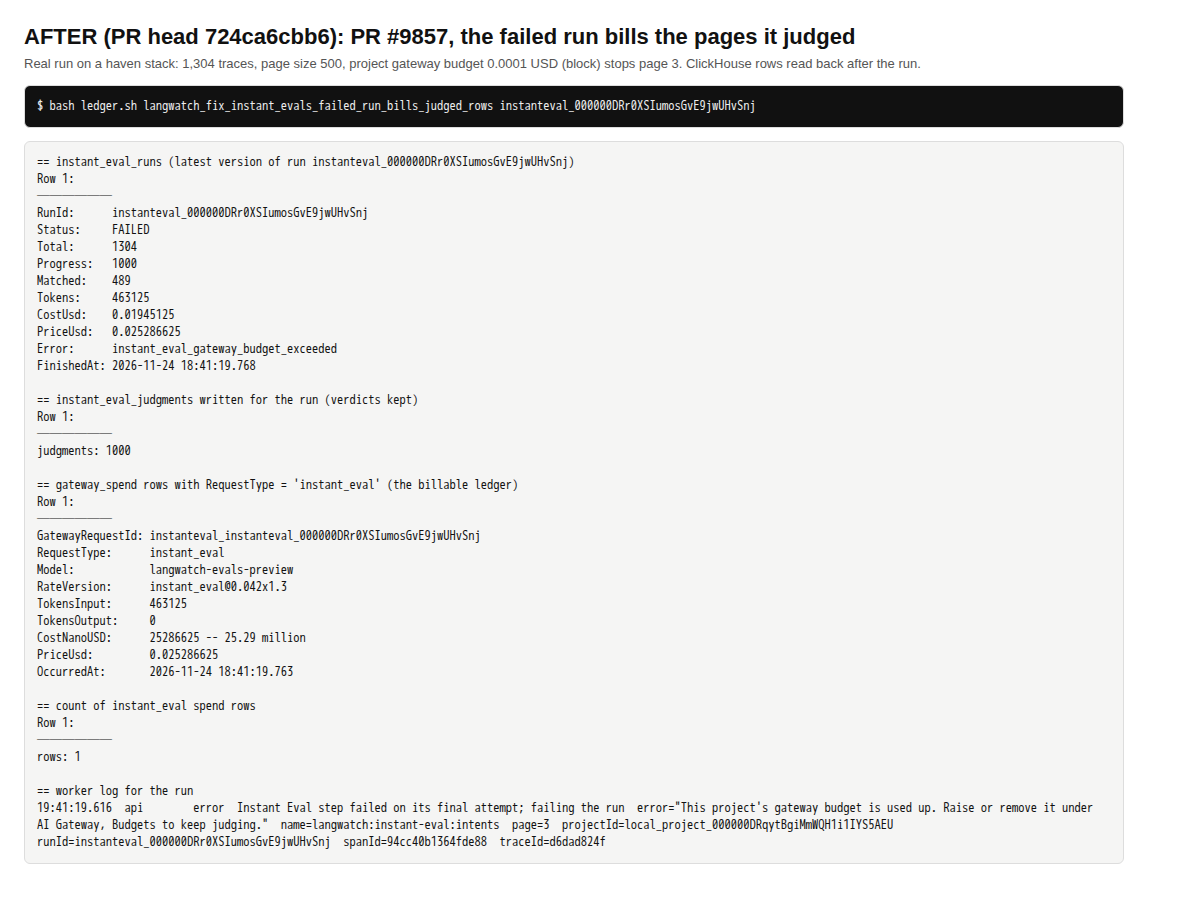 AFTER (PR head 724ca6cbb6): PR #9857, the failed run bills the pages it judged
Real run on a haven stack: 1,304 traces, page size 500, project gateway budget 0.0001 USD (block) stops page 3. ClickHouse rows read back after the run.
$ bash ledger.sh langwatch_fix_instant_evals_failed_run_bills_judged_rows instanteval_000000DRr0XSIumosGvE9jwUHvSnj
== instant_eval_runs (latest version of run instanteval_000000DRr0XSIumosGvE9jwUHvSnj)
Row 1:
──────────
RunId: instanteval_000000DRr0XSIumosGvE9jwUHvSnj
Status: FAILED
Total: 1304
Progress: 1000
Matched: 489
Tokens: 463125
CostUsd: 0.01945125
PriceUsd: 0.025286625
Error: instant_eval_gateway_budget_exceeded
FinishedAt: 2026-11-24 18:41:19.768
== instant_eval_judgments written for the run (verdicts kept)
Row 1:
──────────
judgments: 1000
== gateway_spend rows with RequestType = 'instant_eval' (the billable ledger)
Row 1:
──────────
GatewayRequestId: instanteval_instanteval_000000DRr0XSIumosGvE9jwUHvSnj
RequestType: instant_eval
Model: langwatch-evals-preview
RateVersion: instant_eval@0.042x1.3
TokensInput: 463125
TokensOutput: 0
CostNanoUSD: 25286625 -- 25.29 million
PriceUsd: 0.025286625
OccurredAt: 2026-11-24 18:41:19.763
== count of instant_eval spend rows
Row 1:
──────────
rows: 1
== worker log for the run
19:41:19.616 api error Instant Eval step failed on its final attempt; failing the run error="This project's gateway budget is used up. Raise or remove it under
AI Gateway, Budgets to keep judging." name=langwatch:instant-eval:intents page=3 projectId=local_project_000000DRqytBgiMmWQH1i1IYS5AEU
runId=instanteval_000000DRr0XSIumosGvE9jwUHvSnj spanId=94cc40b1364fde88 traceId=d6dad824f